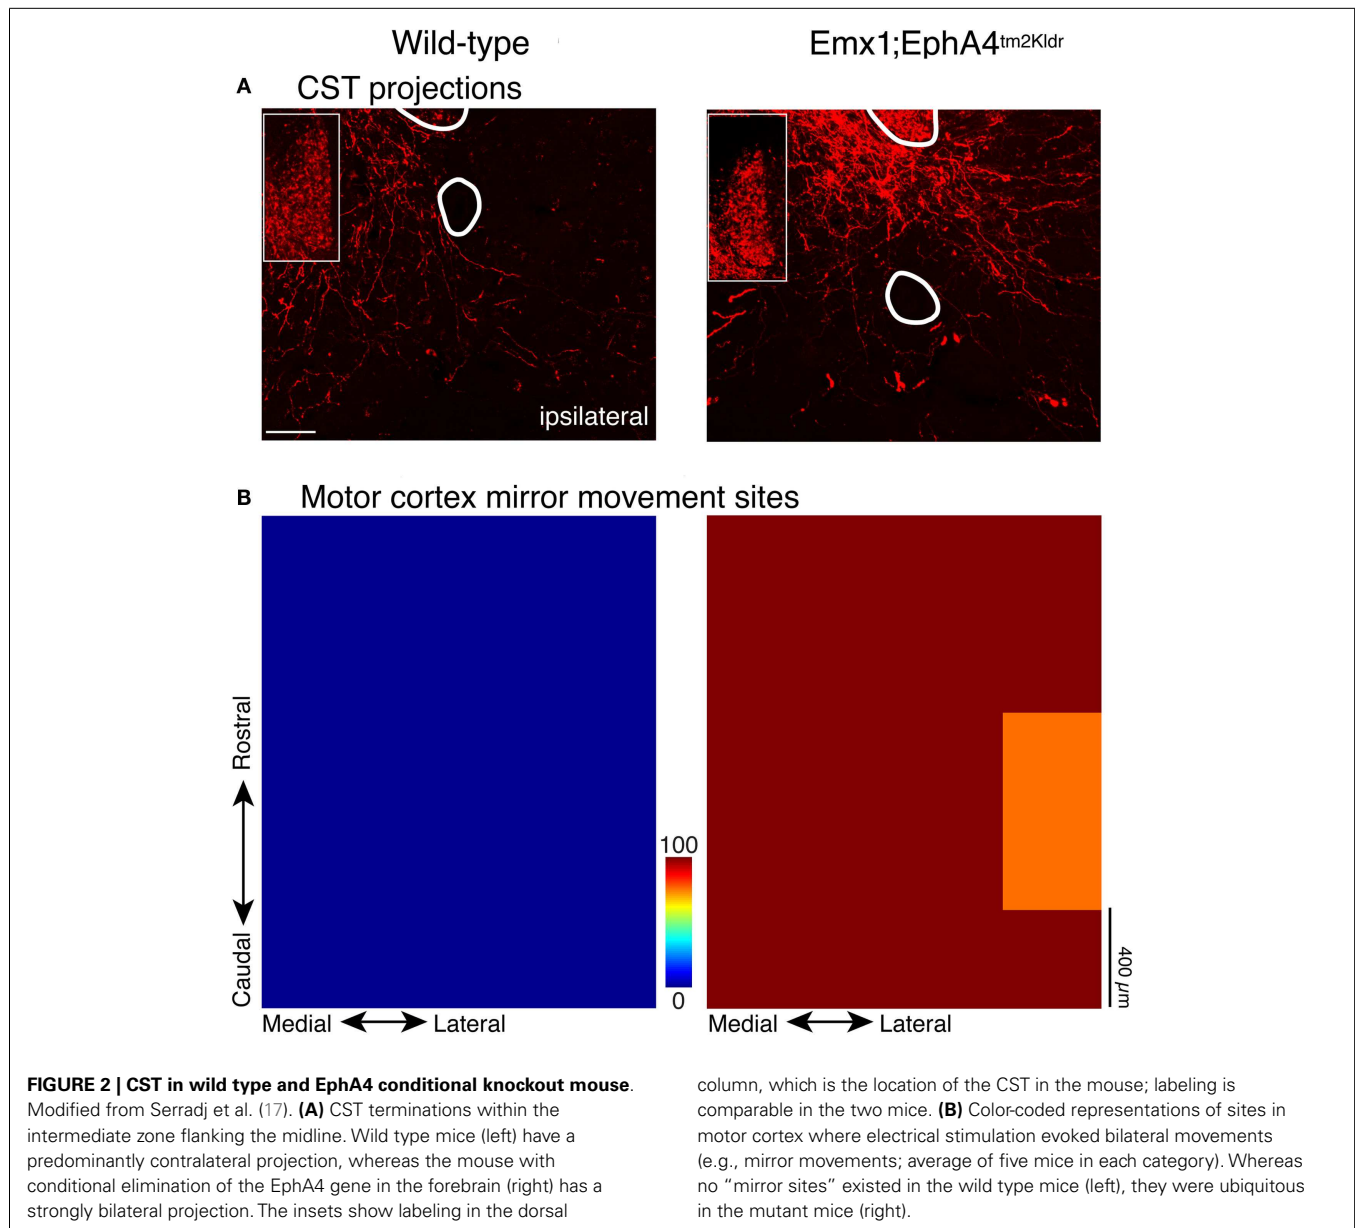 Wild-type
Emx1;EphA4tm2Kldr
A CST projections
ipsilateral
B Motor cortex mirror movement sites
Rostral
Caudal
100
0
400 µm
Medial Lateral
Medial Lateral
FIGURE 2 | CST in wild type and EphA4 conditional knockout mouse.
Modified from Serradj et al. (17). (A) CST terminations within the
intermediate zone flanking the midline. Wild type mice (left) have a
predominantly contralateral projection, whereas the mouse with
conditional elimination of the EphA4 gene in the forebrain (right) has a
strongly bilateral projection. The insets show labeling in the dorsal
column, which is the location of the CST in the mouse; labeling is
comparable in the two mice. (B) Color-coded representations of sites in
motor cortex where electrical stimulation evoked bilateral movements
(e.g., mirror movements; average of five mice in each category). Whereas
no “mirror sites” existed in the wild type mice (left), they were ubiquitous
in the mutant mice (right).